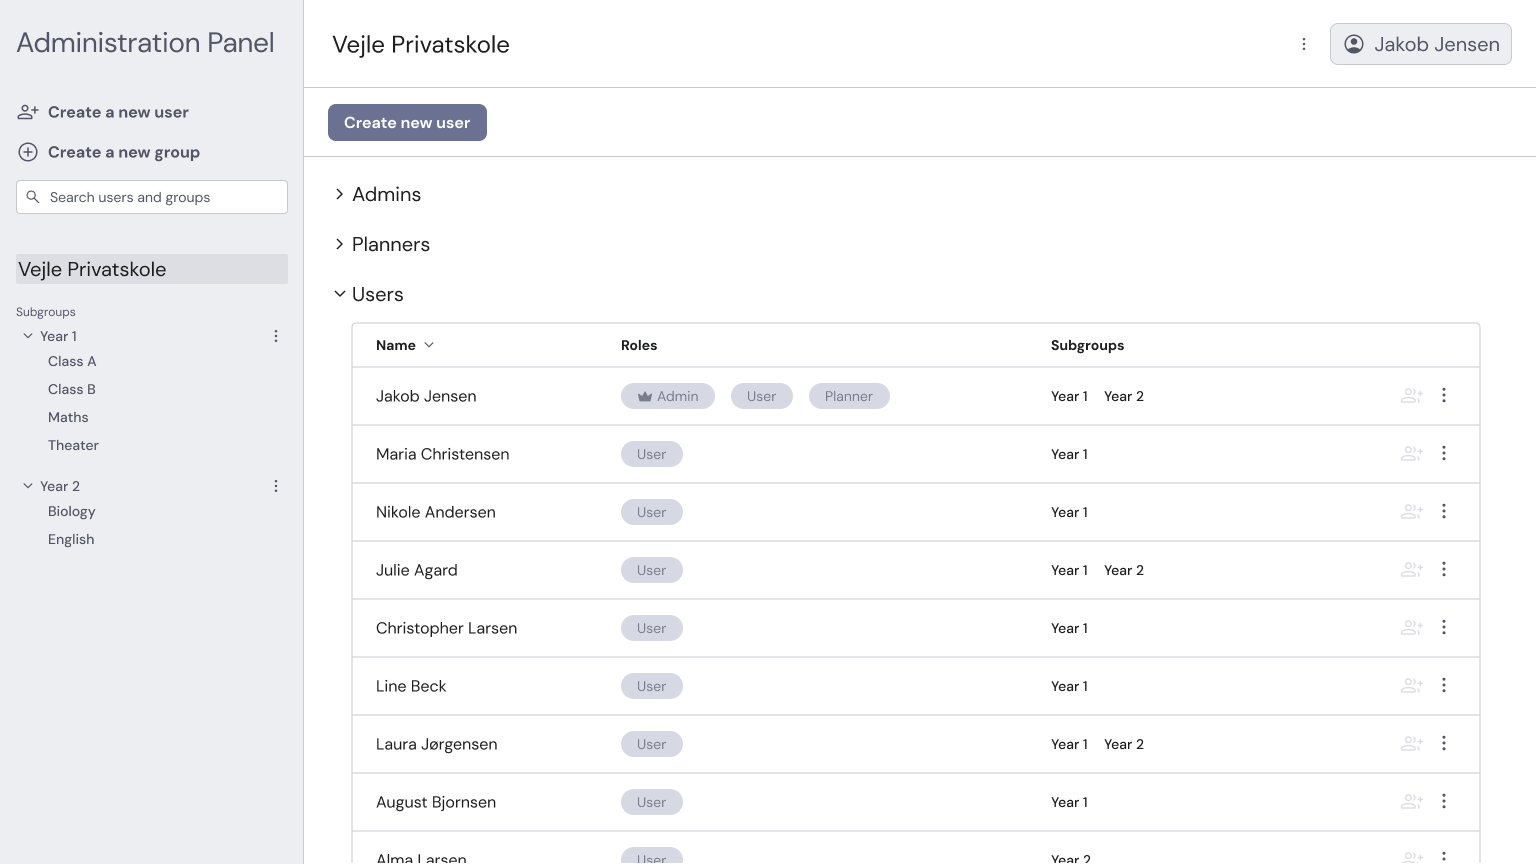 Administration Panel
Create a new user
Create a new group
Search users and groups
Vejle Privatskole
Subgroups
Year 1
Class A
Class B
Maths
Theater
Year 2
Biology
English
Vejle Privatskole
Jakob Jensen
Create new user
Admins
Planners
Users
Name Roles Subgroups
Jakob Jensen Admin User Planner Year 1 Year 2
Maria Christensen User Year 1
Nikole Andersen User Year 1
Julie Agard User Year 1 Year 2
Christopher Larsen User Year 1
Line Beck User Year 1
Laura Jørgensen User Year 1 Year 2
August Bjornsen User Year 1
Alma Larsen User Year 2